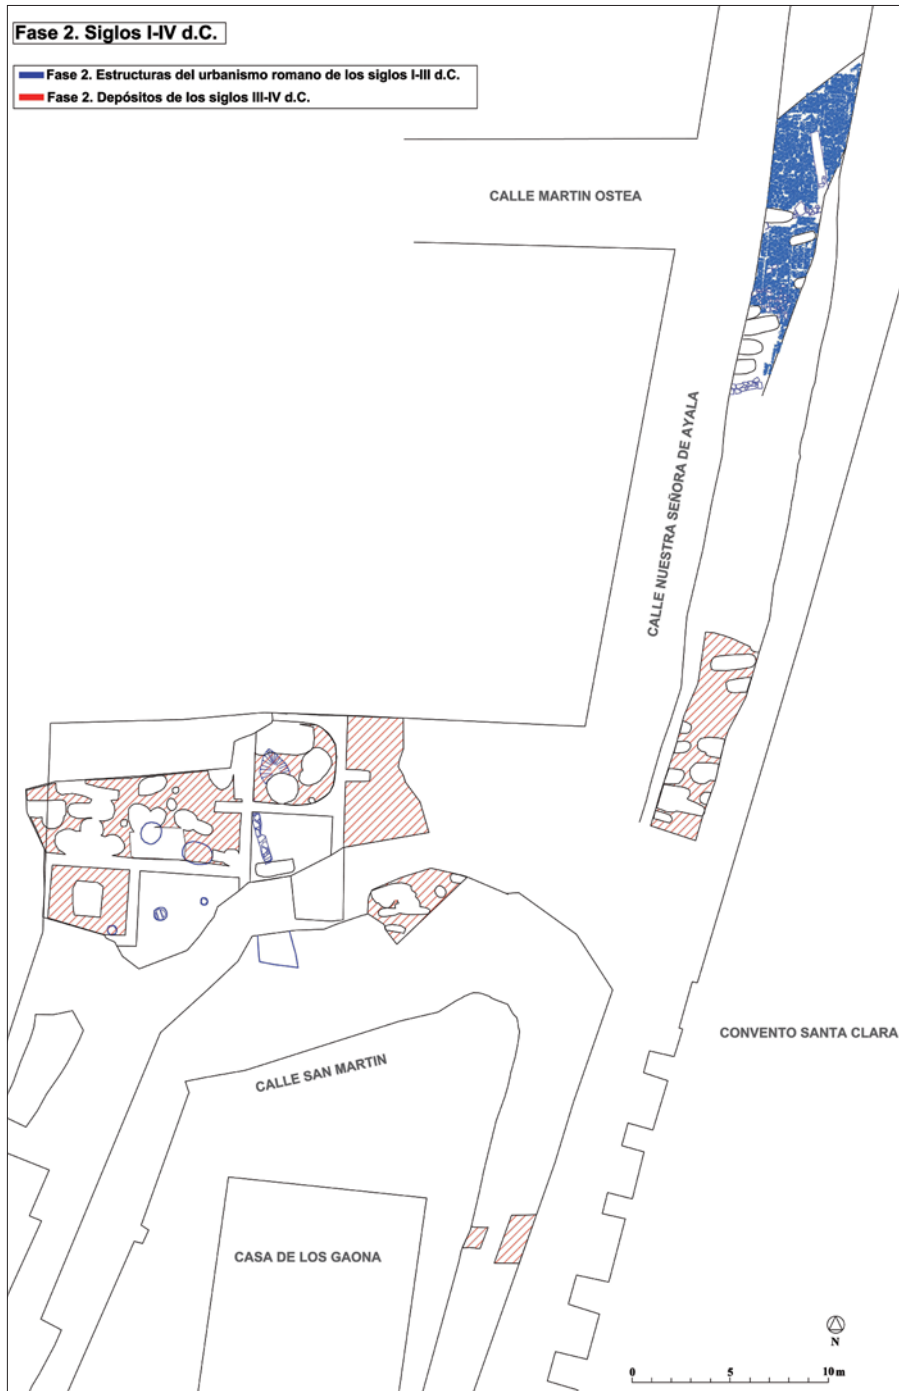 Fase 2. Siglos I-IV d.C.
Fase 2. Estructuras del urbanismo romano de los siglos I-III d.C.
Fase 2. Depósitos de los siglos III-IV d.C.
CALLE MARTIN OSTEA
CALLE NUESTRA SEÑORA DE AYALA
CONVENTO SANTA CLARA
CALLE SAN MARTIN
CASA DE LOS GAONA
N
0 5 10 m